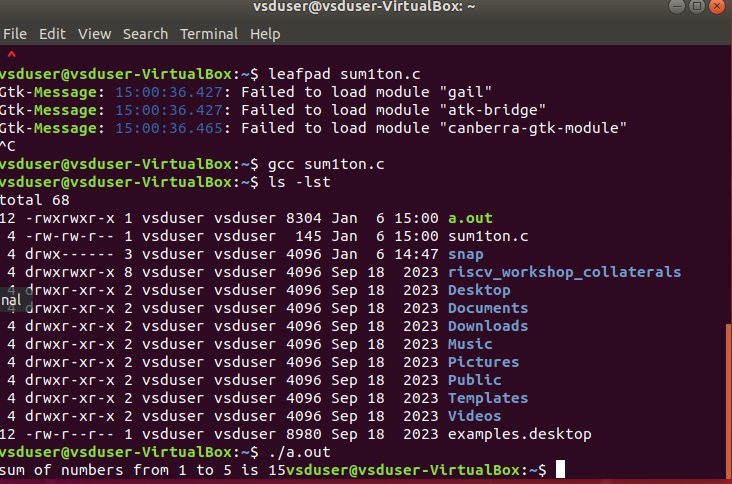 vsduser@vsduser-VirtualBox: ~
File Edit View Search Terminal Help
^
vsduser@vsduser-VirtualBox:~$ leafpad sum1ton.c
Gtk-Message: 15:00:36.427: Failed to load module "gail"
Gtk-Message: 15:00:36.427: Failed to load module "atk-bridge"
Gtk-Message: 15:00:36.465: Failed to load module "canberra-gtk-module"
^C
vsduser@vsduser-VirtualBox:~$ gcc sum1ton.c
vsduser@vsduser-VirtualBox:~$ ls -lst
total 68
12 -rwxrwxr-x 1 vsduser vsduser 8304 Jan  6 15:00 a.out
 4 -rw-rw-r-- 1 vsduser vsduser  145 Jan  6 15:00 sum1ton.c
 4 drwx------ 3 vsduser vsduser 4096 Jan  6 14:47 snap
 4 drwxrwxr-x 8 vsduser vsduser 4096 Sep 18  2023 riscv_workshop_collaterals
 4 drwxr-xr-x 2 vsduser vsduser 4096 Sep 18  2023 Desktop
nal
 4 drwxr-xr-x 2 vsduser vsduser 4096 Sep 18  2023 Documents
 4 drwxr-xr-x 2 vsduser vsduser 4096 Sep 18  2023 Downloads
 4 drwxr-xr-x 2 vsduser vsduser 4096 Sep 18  2023 Music
 4 drwxr-xr-x 2 vsduser vsduser 4096 Sep 18  2023 Pictures
 4 drwxr-xr-x 2 vsduser vsduser 4096 Sep 18  2023 Public
 4 drwxr-xr-x 2 vsduser vsduser 4096 Sep 18  2023 Templates
 4 drwxr-xr-x 2 vsduser vsduser 4096 Sep 18  2023 Videos
12 -rw-r--r-- 1 vsduser vsduser 8980 Sep 18  2023 examples.desktop
vsduser@vsduser-VirtualBox:~$ ./a.out
sum of numbers from 1 to 5 is 15vsduser@vsduser-VirtualBox:~$